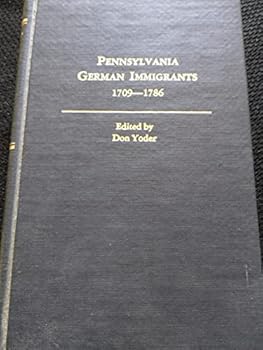 PENNSYLVANIA
GERMAN IMMIGRANTS
1709—1786
Edited by
Don Yoder